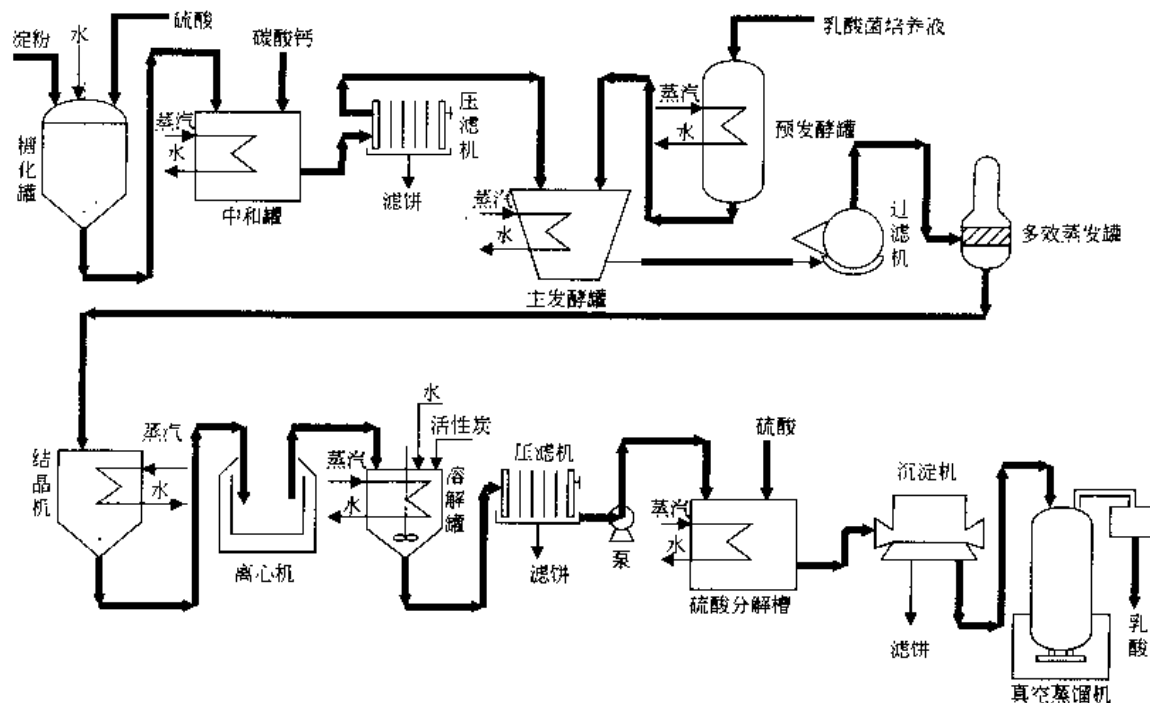 硫酸
淀粉
水
碳酸钙
乳酸菌培养液
压滤机
蒸汽
水
糖化罐
中和罐
滤饼
蒸汽
水
预发酵罐
蒸汽
水
主发酵罐
过滤机
多效蒸发罐
水
活性炭
结晶机
蒸汽
水
离心机
蒸汽
水
溶解罐
压滤机
滤饼
泵
硫酸
蒸汽
水
硫酸分解槽
沉淀机
滤饼
乳酸
真空蒸馏机